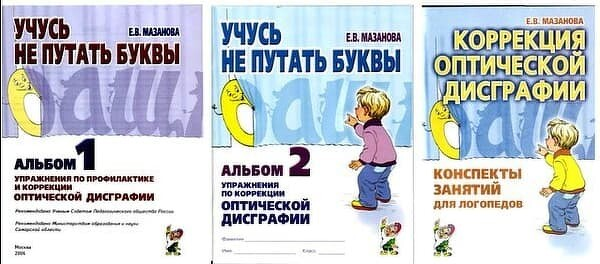 УЧУСЬ
Е.В. МАЗАНОВА
НЕ ПУТАТЬ БУКВЫ
АЛЬБОМ 1
УПРАЖНЕНИЯ ПО ПРОФИЛАКТИКЕ
И КОРРЕКЦИИ
ОПТИЧЕСКОЙ ДИСГРАФИИ
Рекомендовано Ученым Советом Педагогического общества России
Рекомендовано Министерством образования и науки
Самарской области
Москва
2006
УЧУСЬ
Е.В. МАЗАНОВА
НЕ ПУТАТЬ БУКВЫ
АЛЬБОМ 2
УПРАЖНЕНИЯ
ПО КОРРЕКЦИИ
ОПТИЧЕСКОЙ
ДИСГРАФИИ
Фамилия
Имя Класс
Е.В. МАЗАНОВА
КОРРЕКЦИЯ
ОПТИЧЕСКОЙ
ДИСГРАФИИ
КОНСПЕКТЫ
ЗАНЯТИЙ
ДЛЯ ЛОГОПЕДОВ